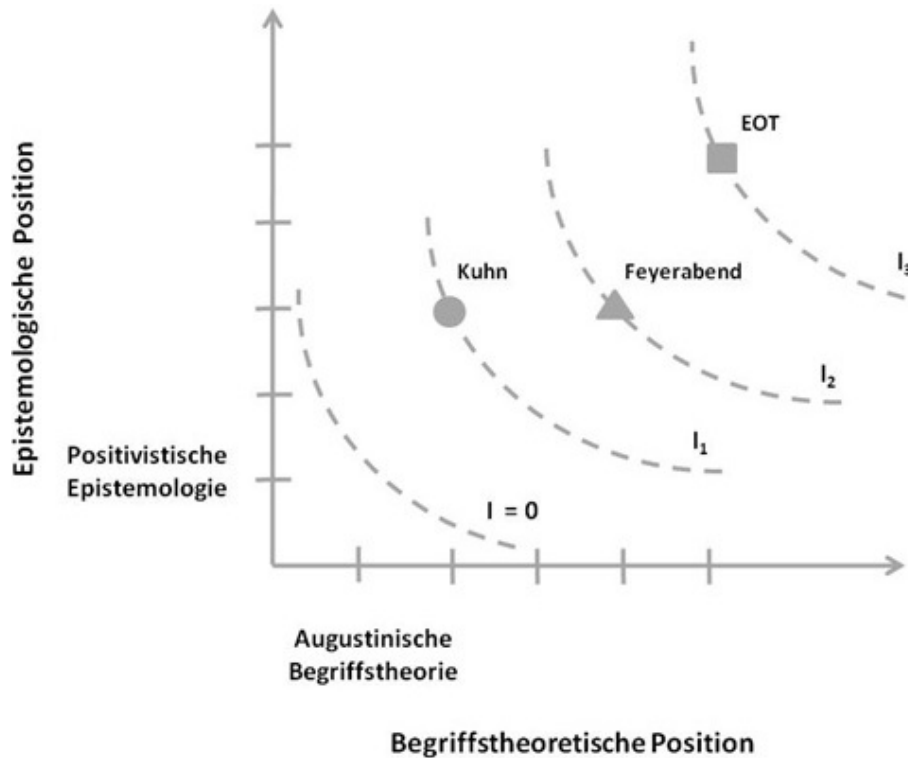 EOT
Epistemologische Position
Kuhn
Feyerabend
I₃
I₂
I₁
Positivistische
Epistemologie
I = 0
Augustinische
Begriffstheorie
Begriffstheoretische Position